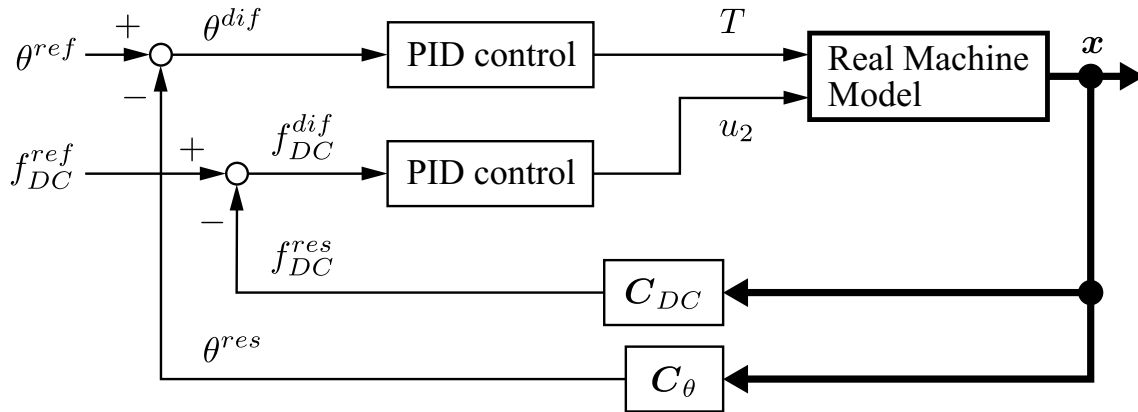 + θ^{dif} T
θ^{ref} PID control Real Machine x
− Model
f_{DC}^{ref} + f_{DC}^{dif} PID control u_2
−
f_{DC}^{res} C_{DC}
θ^{res} C_θ